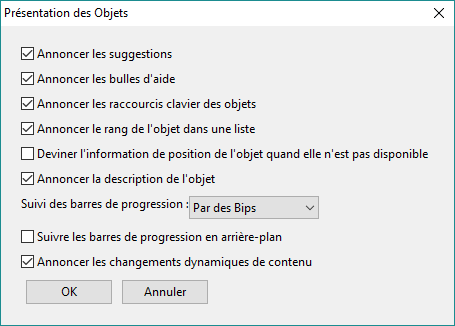 Présentation des Objets
Annoncer les suggestions
Annoncer les bulles d'aide
Annoncer les raccourcis clavier des objets
Annoncer le rang de l'objet dans une liste
Deviner l'information de position de l'objet quand elle n'est pas disponible
Annoncer la description de l'objet
Suivi des barres de progression : Par des Bips
Suivre les barres de progression en arrière-plan
Annoncer les changements dynamiques de contenu
OK Annuler